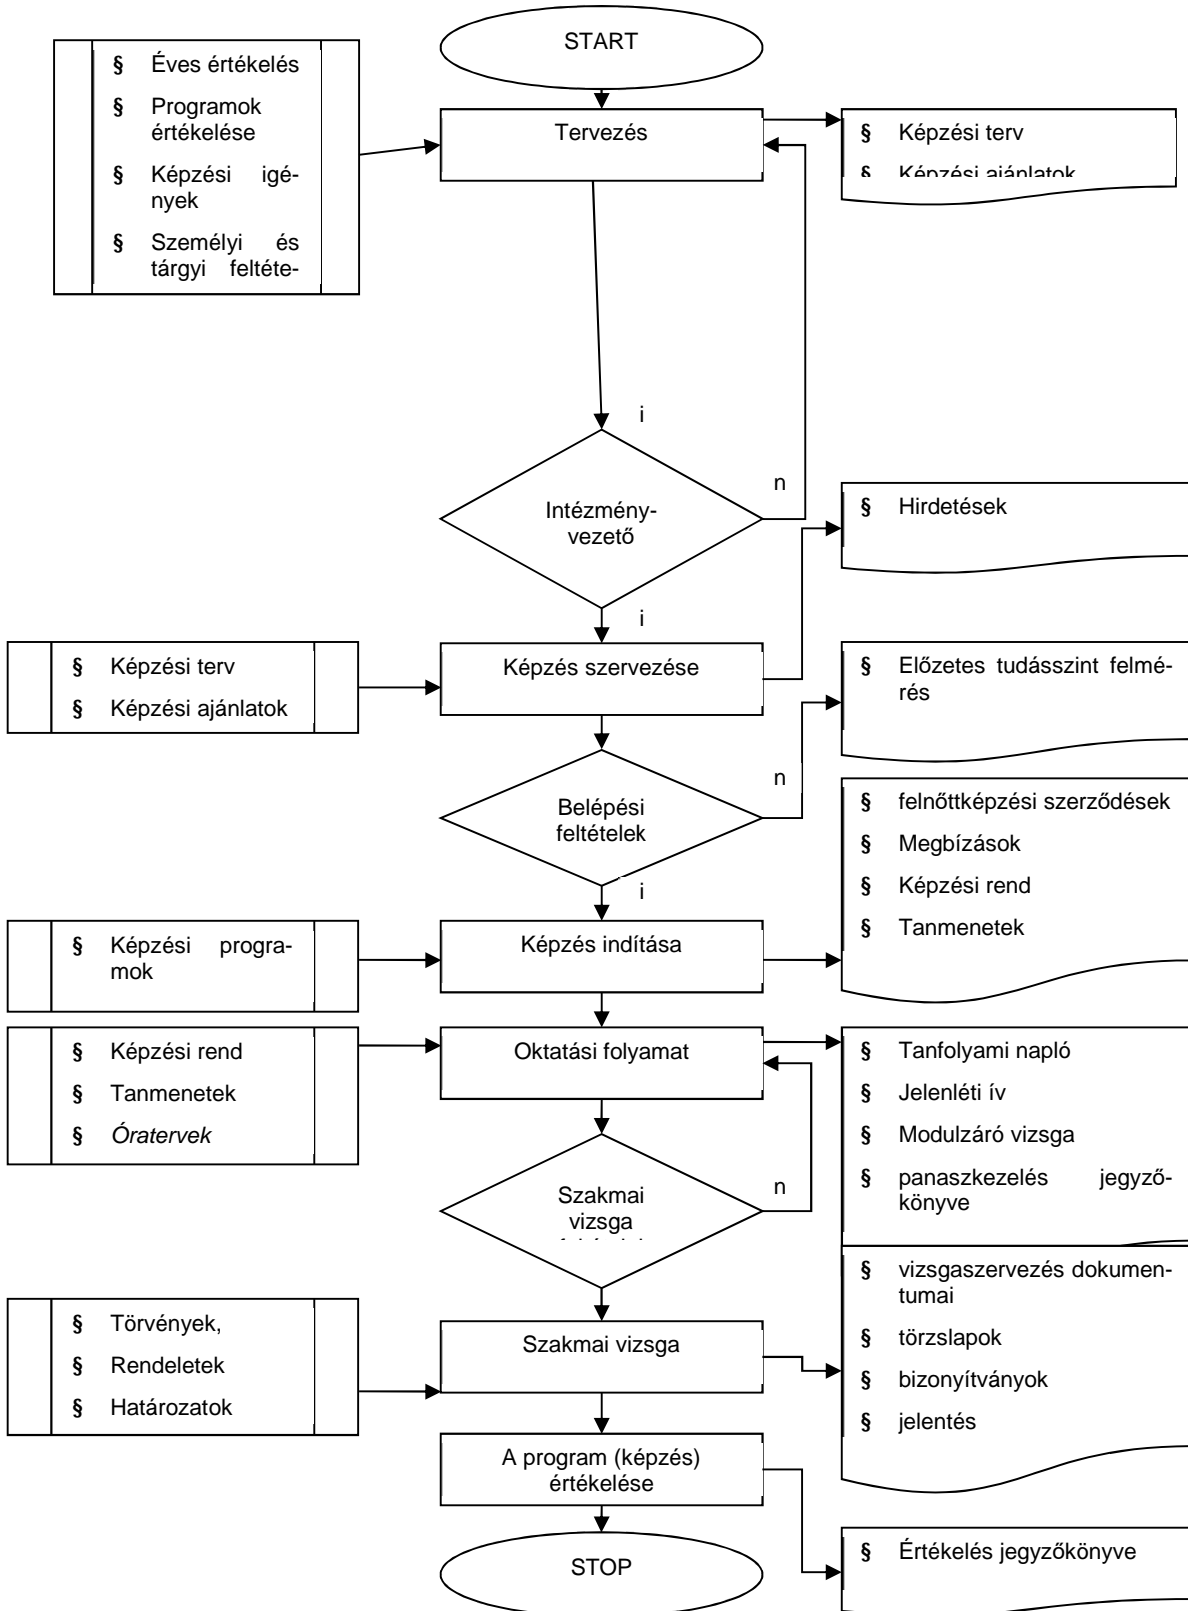 START
§ Éves értékelés
§ Programok
értékelése
§ Képzési igé-
nyek
§ Személyi és
tárgyi feltéte-
Tervezés
§ Képzési terv
§ Képzési ajánlatok
i
Intézmény-
vezető
n
§ Hirdetések
i
§ Képzési terv
§ Képzési ajánlatok
Képzés szervezése
§ Előzetes tudásszint felmé-
rés
Belépési
feltételek
n
i
§ felnőttképzési szerződések
§ Megbízások
§ Képzési rend
§ Tanmenetek
§ Képzési progra-
mok
Képzés indítása
§ Képzési rend
§ Tanmenetek
§ Óratervek
Oktatási folyamat
§ Tanfolyami napló
§ Jelenléti ív
§ Modulzáró vizsga
§ panaszkezelés jegyző-
könyve
Szakmai
vizsga
n
§ vizsgaszervezés dokumen-
tumai
§ törzslapok
§ bizonyítványok
§ jelentés
§ Törvények,
§ Rendeletek
§ Határozatok
Szakmai vizsga
A program (képzés)
értékelése
§ Értékelés jegyzőkönyve
STOP